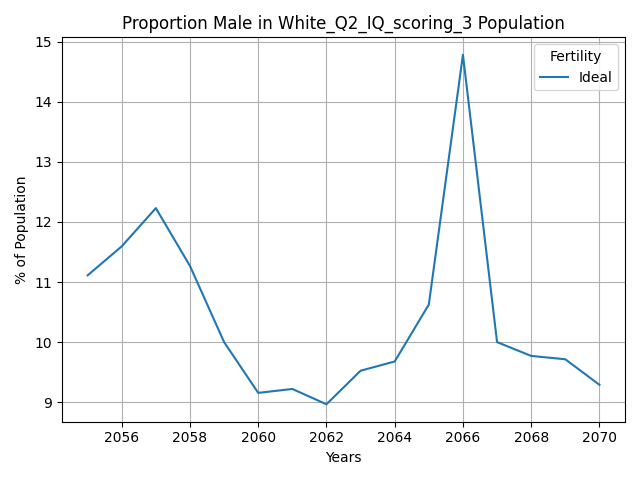 Proportion Male in White_Q2_IQ_scoring_3 Population
15
14
13
12
11
10
9
% of Population
Fertility
Ideal
2056 2058 2060 2062 2064 2066 2068 2070
Years